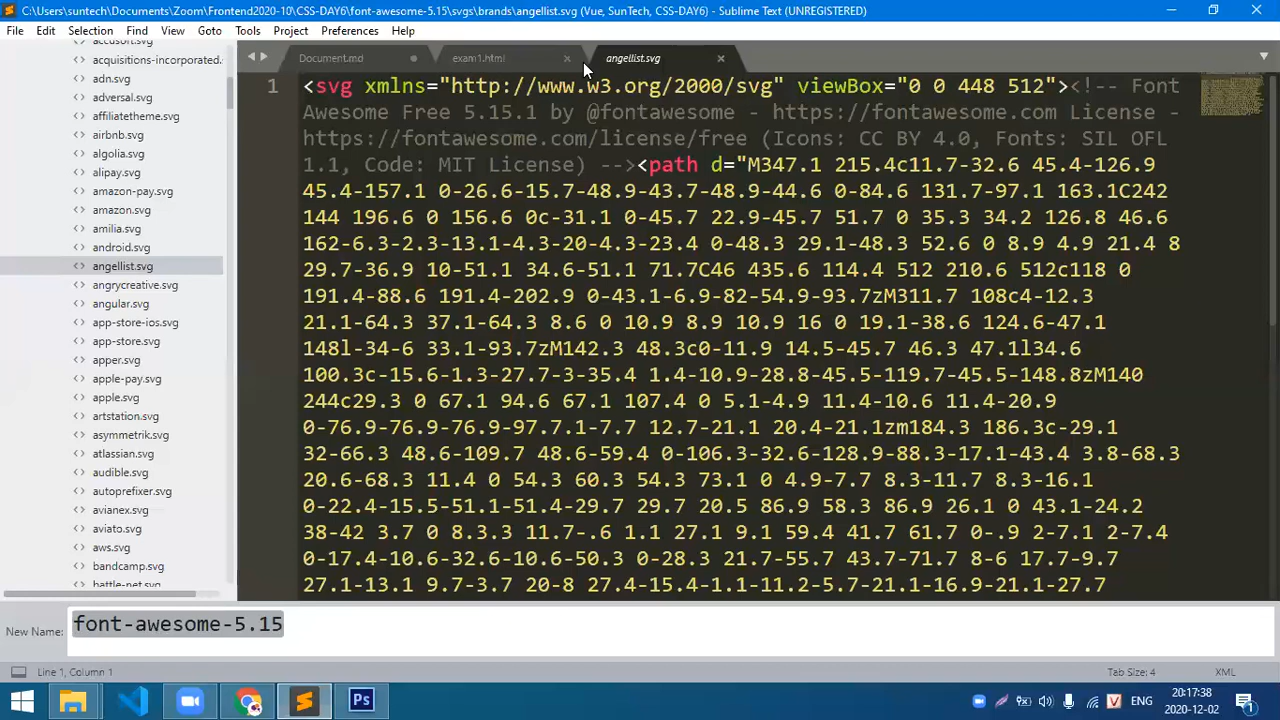 C:\Users\suntech\Documents\Zoom\Frontend2020-10\CSS-DAY6\font-awesome-5.15\svgs\brands\angellist.svg (Vue, SunTech, CSS-DAY6) - Sublime Text (UNREGISTERED)
File Edit Selection Find View Goto Tools Project Preferences Help
Document.md exam1.html angellist.svg
accusoft.svg
acquisitions-incorporated.
adn.svg
adversal.svg
affiliatetheme.svg
airbnb.svg
algolia.svg
alipay.svg
amazon-pay.svg
amazon.svg
amilia.svg
android.svg
angellist.svg
angrycreative.svg
angular.svg
app-store-ios.svg
app-store.svg
apper.svg
apple-pay.svg
apple.svg
artstation.svg
asymmetrik.svg
atlassian.svg
audible.svg
autoprefixer.svg
avianex.svg
aviato.svg
aws.svg
bandcamp.svg
battle-net.svg
1 <svg xmlns="http://www.w3.org/2000/svg" viewBox="0 0 448 512"><!-- Font
Awesome Free 5.15.1 by @fontawesome - https://fontawesome.com License -
https://fontawesome.com/license/free (Icons: CC BY 4.0, Fonts: SIL OFL
1.1, Code: MIT License) --><path d="M347.1 215.4c11.7-32.6 45.4-126.9
45.4-157.1 0-26.6-15.7-48.9-43.7-48.9-44.6 0-84.6 131.7-97.1 163.1C242
144 196.6 0 156.6 0c-31.1 0-45.7 22.9-45.7 51.7 0 35.3 34.2 126.8 46.6
162-6.3-2.3-13.1-4.3-20-4.3-23.4 0-48.3 29.1-48.3 52.6 0 8.9 4.9 21.4 8
29.7-36.9 10-51.1 34.6-51.1 71.7C46 435.6 114.4 512 210.6 512c118 0
191.4-88.6 191.4-202.9 0-43.1-6.9-82-54.9-93.7zM311.7 108c4-12.3
21.1-64.3 37.1-64.3 8.6 0 10.9 8.9 10.9 16 0 19.1-38.6 124.6-47.1
148l-34-6 33.1-93.7zM142.3 48.3c0-11.9 14.5-45.7 46.3 47.1l34.6
100.3c-15.6-1.3-27.7-3-35.4 1.4-10.9-28.8-45.5-119.7-45.5-148.8zM140
244c29.3 0 67.1 94.6 67.1 107.4 0 5.1-4.9 11.4-10.6 11.4-20.9
0-76.9-76.9-76.9-97.7.1-7.7 12.7-21.1 20.4-21.1zm184.3 186.3c-29.1
32-66.3 48.6-109.7 48.6-59.4 0-106.3-32.6-128.9-88.3-17.1-43.4 3.8-68.3
20.6-68.3 11.4 0 54.3 60.3 54.3 73.1 0 4.9-7.7 8.3-11.7 8.3-16.1
0-22.4-15.5-51.1-51.4-29.7 29.7 20.5 86.9 58.3 86.9 26.1 0 43.1-24.2
38-42 3.7 0 8.3.3 11.7-.6 1.1 27.1 9.1 59.4 41.7 61.7 0-.9 2-7.1 2-7.4
0-17.4-10.6-32.6-10.6-50.3 0-28.3 21.7-55.7 43.7-71.7 8-6 17.7-9.7
27.1-13.1 9.7-3.7 20-8 27.4-15.4-1.1-11.2-5.7-21.1-16.9-21.1-27.7
New Name: font-awesome-5.15
Line 1, Column 1 Tab Size: 4 XML
Ps
V ENG
20:17:38
2020-12-02
1